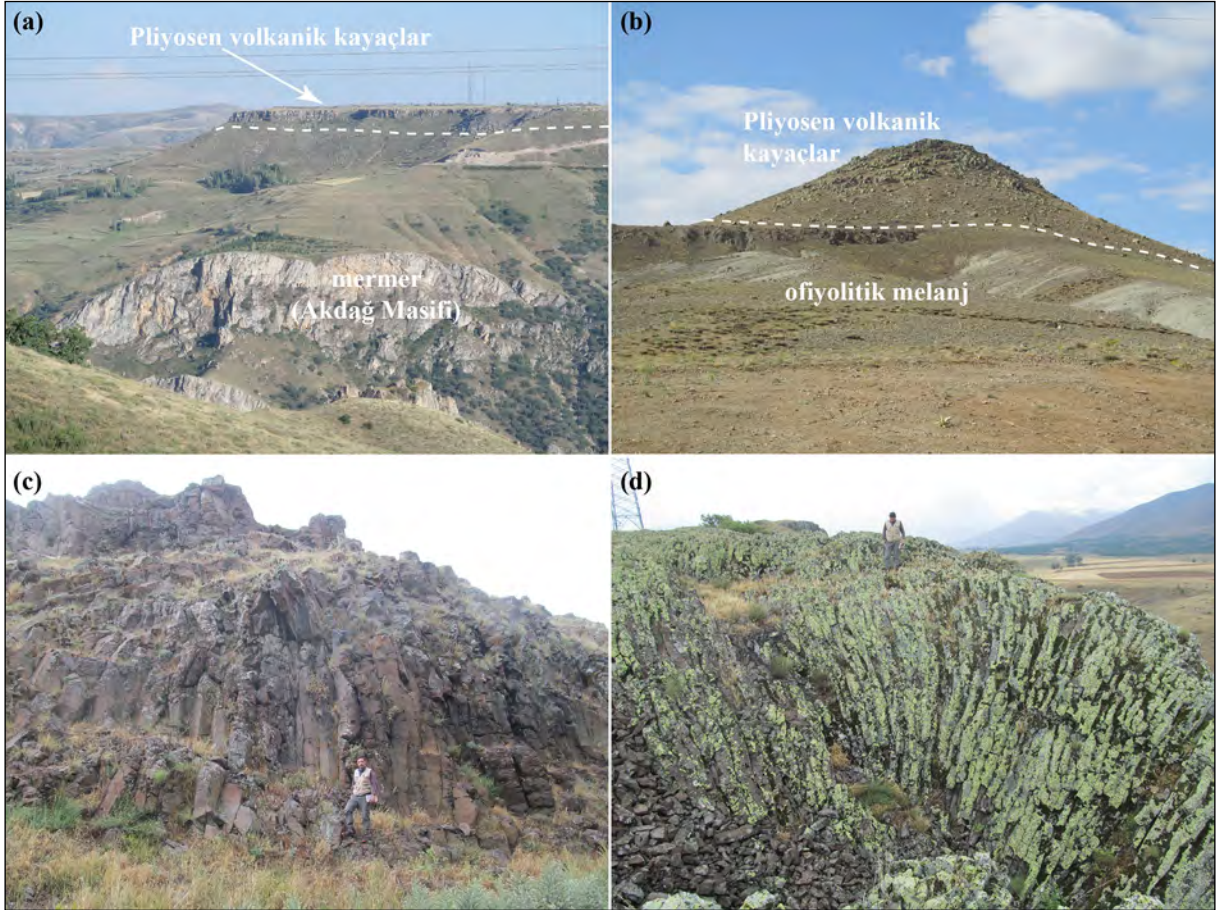 (a)
Pliyosen volkanik kayaçlar
mermer
(Akdağ Masifi)
(b)
Pliyosen volkanik
kayaçlar
ofiyolitik melanj
(c)
(d)